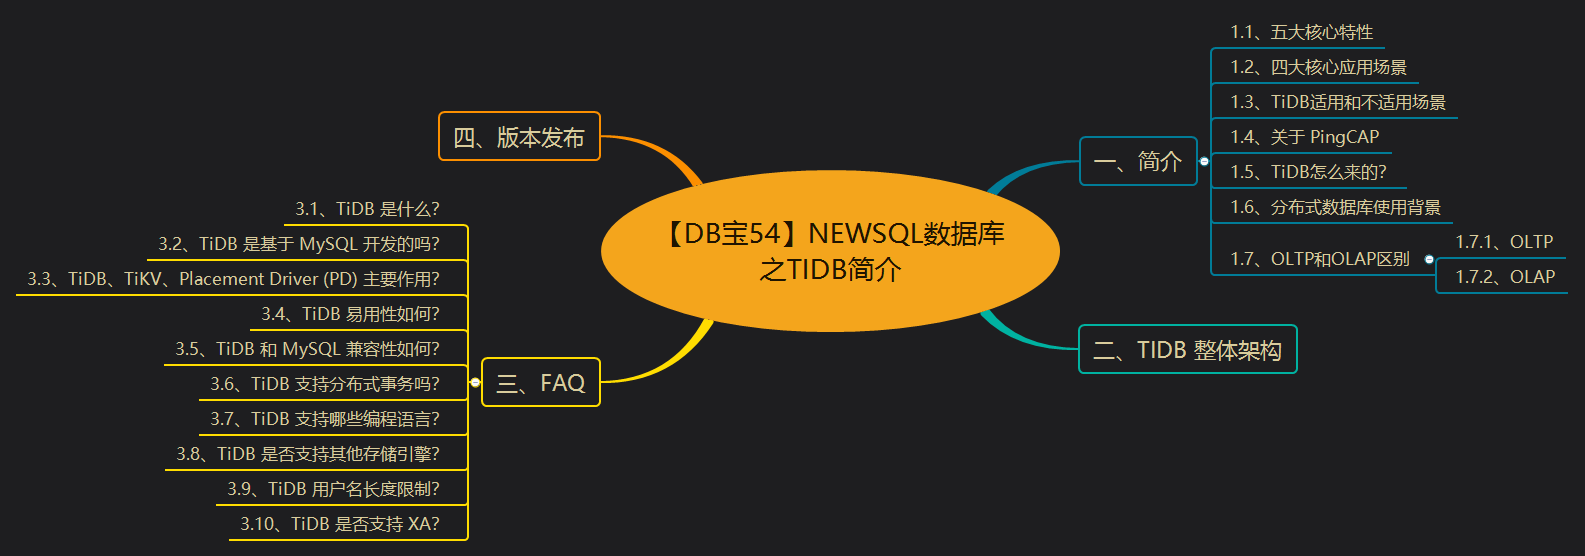 【DB宝54】NEWSQL数据库
之TIDB简介
一、简介
1.1、五大核心特性
1.2、四大核心应用场景
1.3、TiDB适用和不适用场景
1.4、关于 PingCAP
1.5、TiDB怎么来的?
1.6、分布式数据库使用背景
1.7、OLTP和OLAP区别
1.7.1、OLTP
1.7.2、OLAP
二、TIDB 整体架构
三、FAQ
3.1、TiDB 是什么?
3.2、TiDB 是基于 MySQL 开发的吗?
3.3、TiDB、TiKV、Placement Driver (PD) 主要作用?
3.4、TiDB 易用性如何?
3.5、TiDB 和 MySQL 兼容性如何?
3.6、TiDB 支持分布式事务吗?
3.7、TiDB 支持哪些编程语言?
3.8、TiDB 是否支持其他存储引擎?
3.9、TiDB 用户名长度限制?
3.10、TiDB 是否支持 XA?
四、版本发布